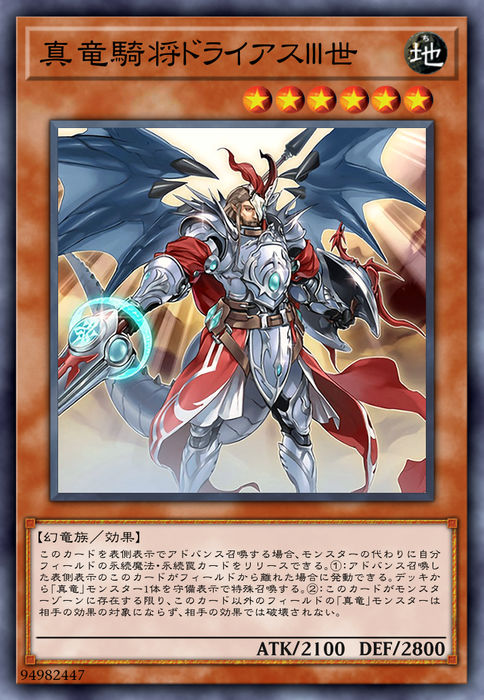 真竜騎将ドライアスⅢ世
ち
地
【幻竜族／効果】
このカードを表側表示でアドバンス召喚する場合、モンスターの代わりに自分
フィールドの永続魔法・永続罠カードをリリースできる。①：アドバンス召喚し
た表側表示のこのカードがフィールドから離れた場合に発動できる。デッキか
ら「真竜」モンスター1体を守備表示で特殊召喚する。②：このカードがモンスタ
ーゾーンに存在する限り、このカード以外のフィールドの「真竜」モンスターは
相手の効果の対象にならず、相手の効果では破壊されない。
ATK/2100 DEF/2800
94982447